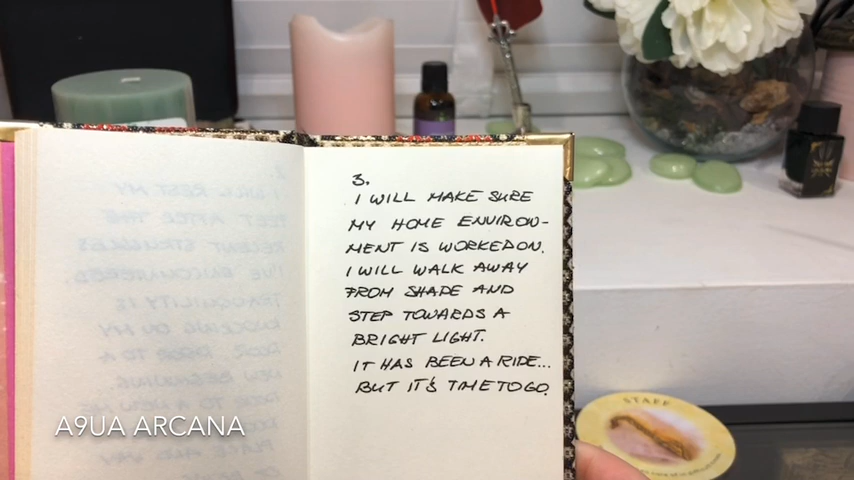 3.
I WILL MAKE SURE
MY HOME ENVIRON-
MENT IS WORKED ON.
I WILL WALK AWAY
FROM SHADE AND
STEP TOWARDS A
BRIGHT LIGHT.
IT HAS BEEN A RIDE...
BUT IT'S TIME TO GO.
A9UA ARCANA
STAFF